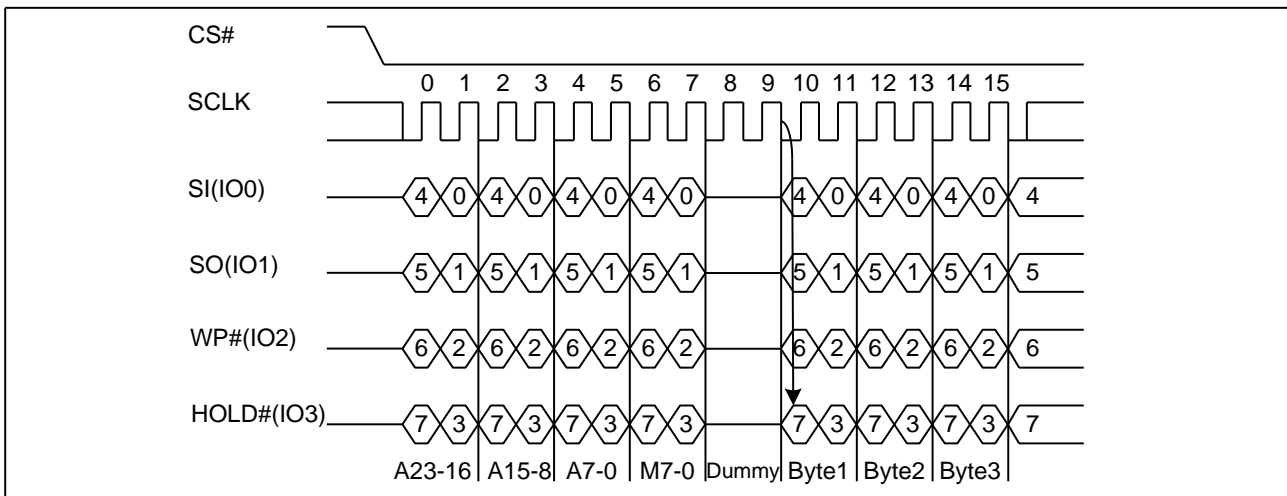 CS#
0 1 2 3 4 5 6 7 8 9 10 11 12 13 14 15
SCLK
SI(IO0) 4 0 4 0 4 0 4 0 4 0 4 0 4 0 4
SO(IO1) 5 1 5 1 5 1 5 1 5 1 5 1 5 1 5
WP#(IO2) 6 2 6 2 6 2 6 2 6 2 6 2 6 2 6
HOLD#(IO3) 7 3 7 3 7 3 7 3 7 3 7 3 7 3 7
A23-16 A15-8 A7-0 M7-0 Dummy Byte1 Byte2 Byte3